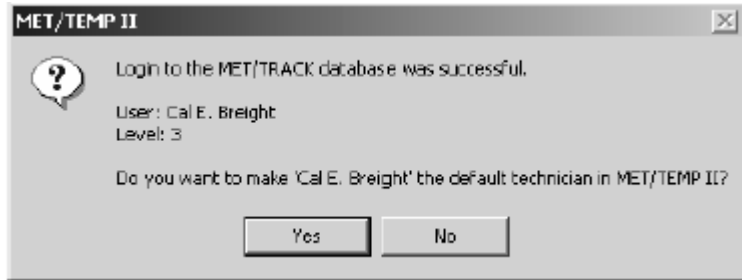 MET/TEMP II
Login to the MET/TRACK database was successful.
User: Cal E. Breight
Level: 3
Do you want to make 'Cal E. Breight' the default technician in MET/TEMP II?
Yes
No